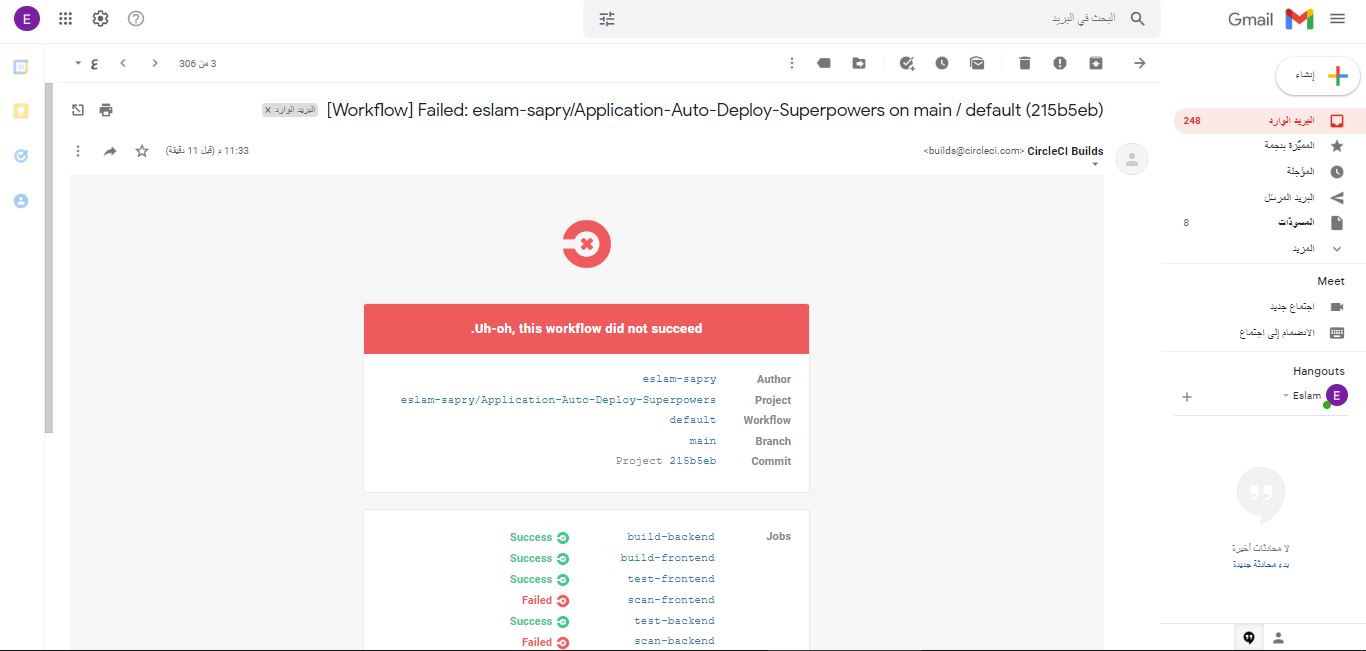 E
البحث في البريد
Gmail
ع
3 من 306
إنشاء
[Workflow] Failed: eslam-sapry/Application-Auto-Deploy-Superpowers on main / default (215b5eb)
البريد الوارد ×
البريد الوارد 248
المميّزة بنجمة
المؤجلة
البريد المرسَل
المسودّات 8
المزيد
CircleCI Builds <builds@circleci.com>
11:33 م (قبل 11 دقيقة)
.Uh-oh, this workflow did not succeed
eslam-sapry Author
eslam-sapry/Application-Auto-Deploy-Superpowers Project
default Workflow
main Branch
Project 215b5eb Commit
Success build-backend Jobs
Success build-frontend
Success test-frontend
Failed scan-frontend
Success test-backend
Failed scan-backend
Meet
اجتماع جديد
الانضمام إلى اجتماع
Hangouts
Eslam E
لا محادثات أخيرة
بدء محادثة جديدة